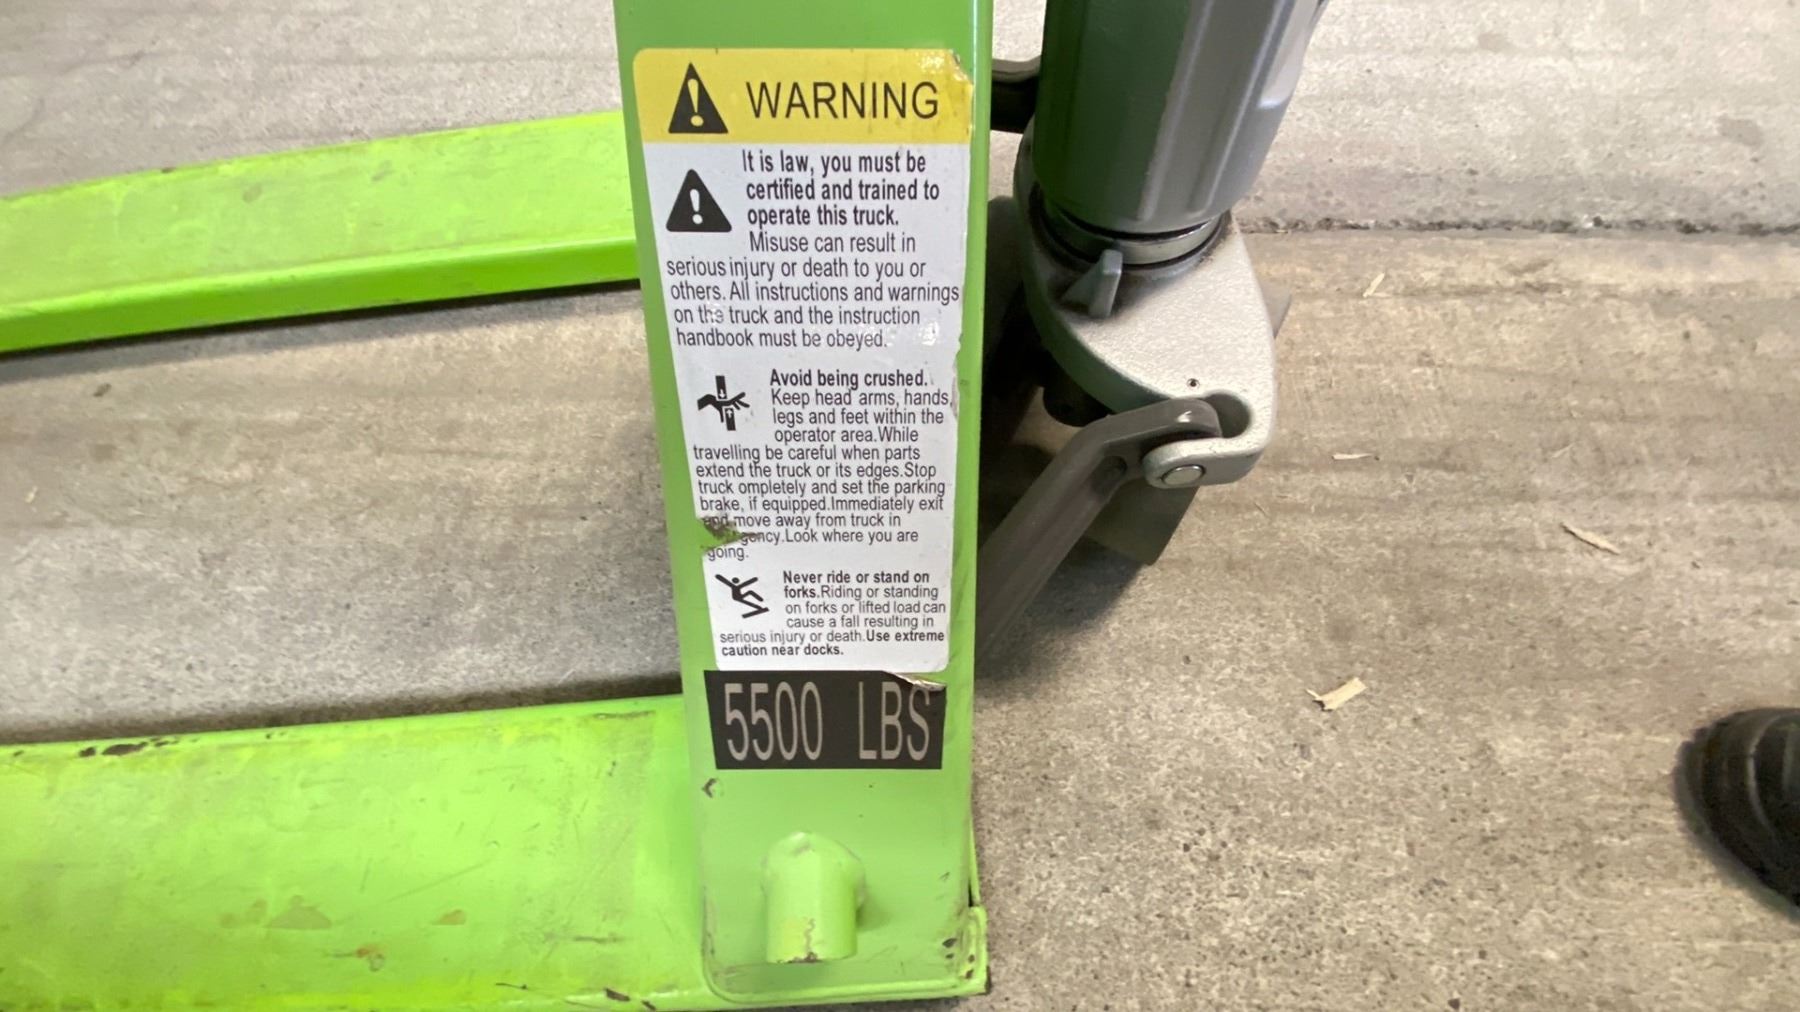 WARNING
It is law, you must be
certified and trained to
operate this truck.
Misuse can result in
serious injury or death to you or
others. All instructions and warnings
on the truck and the instruction
handbook must be obeyed.
Avoid being crushed.
Keep head arms, hands,
legs and feet within the
operator area.While
travelling be careful when parts
extend the truck or its edges.Stop
truck ompletely and set the parking
brake, if equipped.Immediately exit
and move away from truck in
gency.Look where you are
going.
Never ride or stand on
forks.Riding or standing
on forks or lifted load can
cause a fall resulting in
serious injury or death.Use extreme
caution near docks.
5500 LBS